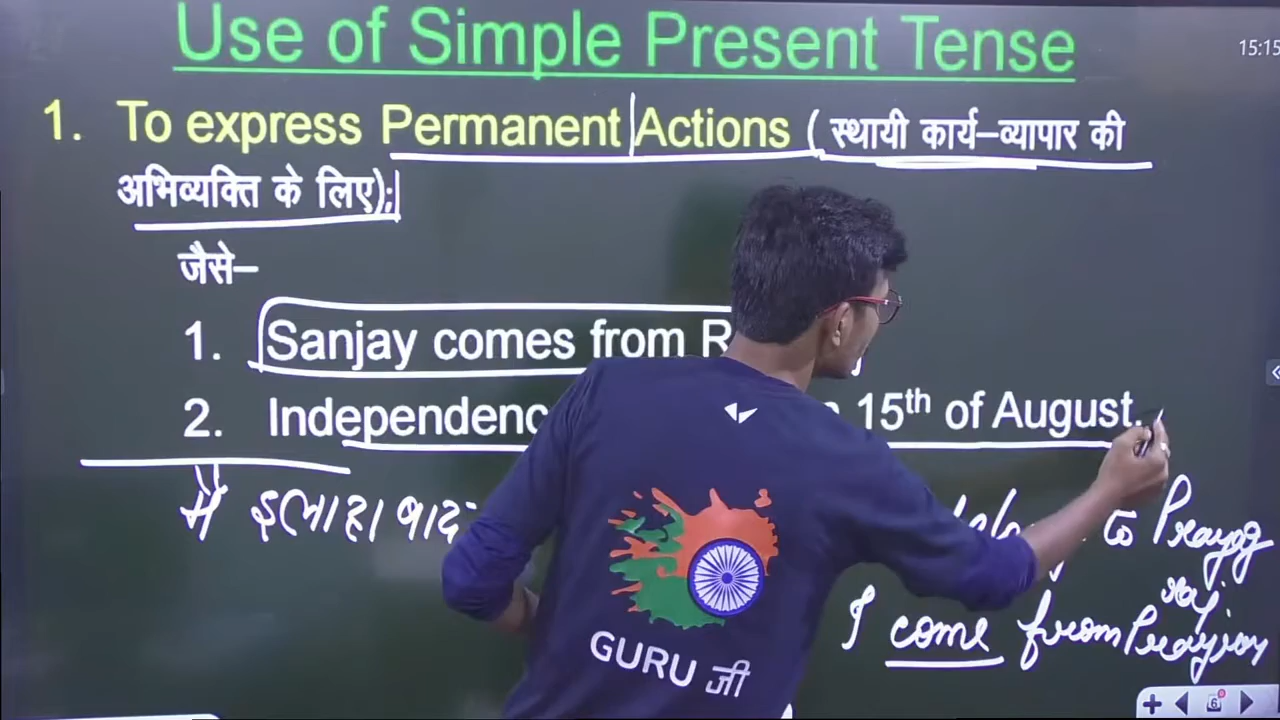 Use of Simple Present Tense
15:15
1. To express Permanent Actions (स्थायी कार्य–व्यापार की
अभिव्यक्ति के लिए);
जैसे–
1. Sanjay comes from R
2. Independenc 15th of August.
में इलाहाबाद
to Prayag
raj
I come from Prayagraj
GURU जी
6